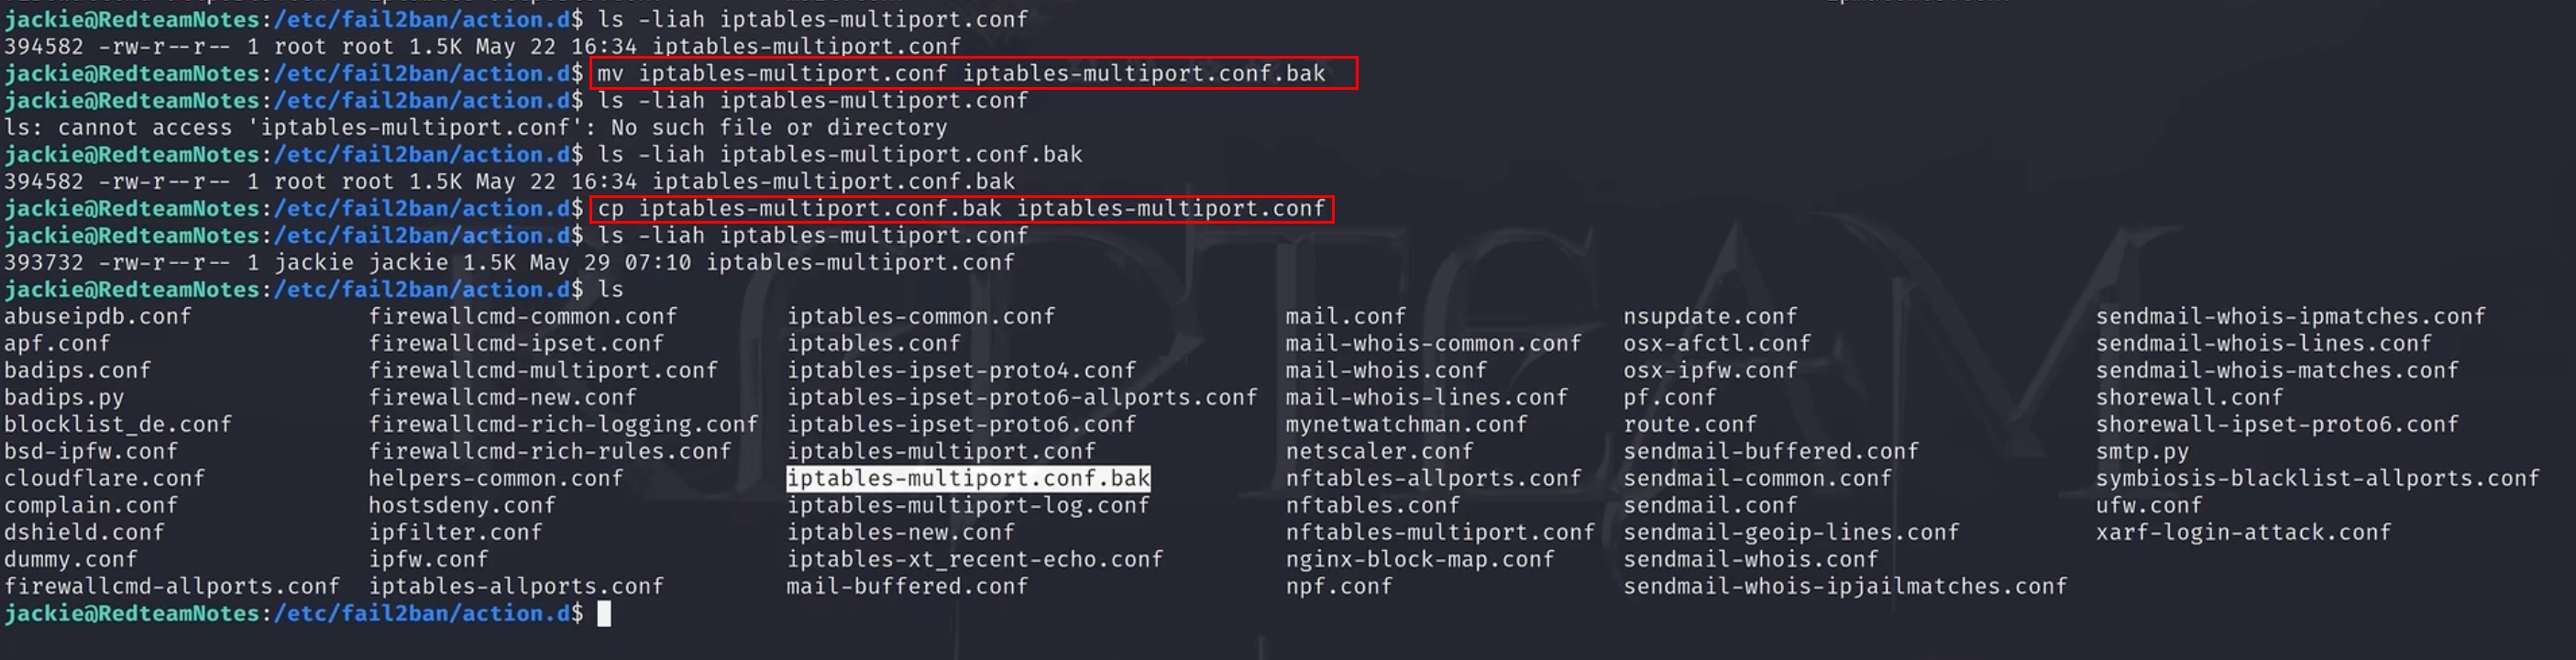 jackie@RedteamNotes:/etc/fail2ban/action.d$ ls -liah iptables-multiport.conf
394582 -rw-r--r-- 1 root root 1.5K May 22 16:34 iptables-multiport.conf
jackie@RedteamNotes:/etc/fail2ban/action.d$ mv iptables-multiport.conf iptables-multiport.conf.bak
jackie@RedteamNotes:/etc/fail2ban/action.d$ ls -liah iptables-multiport.conf
ls: cannot access 'iptables-multiport.conf': No such file or directory
jackie@RedteamNotes:/etc/fail2ban/action.d$ ls -liah iptables-multiport.conf.bak
394582 -rw-r--r-- 1 root root 1.5K May 22 16:34 iptables-multiport.conf.bak
jackie@RedteamNotes:/etc/fail2ban/action.d$ cp iptables-multiport.conf.bak iptables-multiport.conf
jackie@RedteamNotes:/etc/fail2ban/action.d$ ls -liah iptables-multiport.conf
393732 -rw-r--r-- 1 jackie jackie 1.5K May 29 07:10 iptables-multiport.conf
jackie@RedteamNotes:/etc/fail2ban/action.d$ ls
abuseipdb.conf firewallcmd-common.conf iptables-common.conf mail.conf nsupdate.conf sendmail-whois-ipmatches.conf
apf.conf firewallcmd-ipset.conf iptables.conf mail-whois-common.conf osx-afctl.conf sendmail-whois-lines.conf
badips.conf firewallcmd-multiport.conf iptables-ipset-proto4.conf mail-whois.conf osx-ipfw.conf sendmail-whois-matches.conf
badips.py firewallcmd-new.conf iptables-ipset-proto6-allports.conf mail-whois-lines.conf pf.conf shorewall.conf
blocklist_de.conf firewallcmd-rich-logging.conf iptables-ipset-proto6.conf mynetwatchman.conf route.conf shorewall-ipset-proto6.conf
bsd-ipfw.conf firewallcmd-rich-rules.conf iptables-multiport.conf netscaler.conf sendmail-buffered.conf smtp.py
cloudflare.conf helpers-common.conf iptables-multiport.conf.bak nftables-allports.conf sendmail-common.conf symbiosis-blacklist-allports.conf
complain.conf hostsdeny.conf iptables-multiport-log.conf nftables.conf sendmail.conf ufw.conf
dshield.conf ipfilter.conf iptables-new.conf nftables-multiport.conf sendmail-geoip-lines.conf xarf-login-attack.conf
dummy.conf ipfw.conf iptables-xt_recent-echo.conf nginx-block-map.conf sendmail-whois.conf
firewallcmd-allports.conf iptables-allports.conf mail-buffered.conf npf.conf sendmail-whois-ipjailmatches.conf
jackie@RedteamNotes:/etc/fail2ban/action.d$